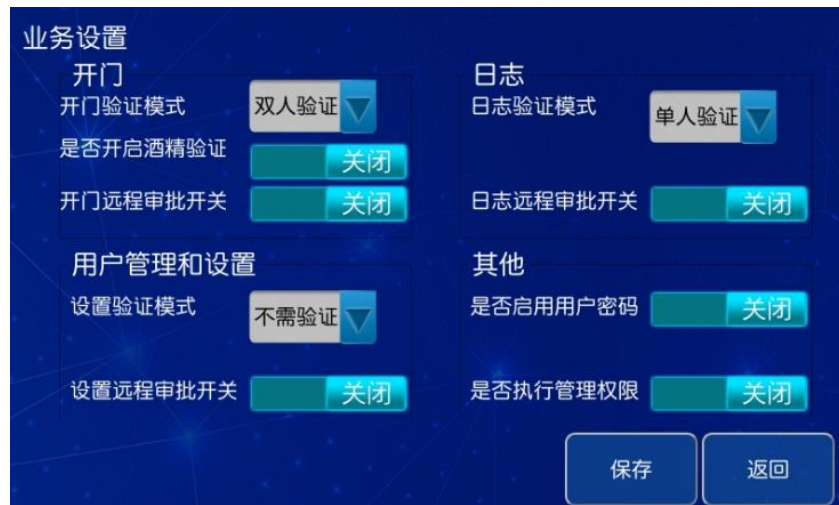 业务设置
开门
开门验证模式
双人验证
是否开启酒精验证
关闭
开门远程审批开关
关闭
日志
日志验证模式
单人验证
日志远程审批开关
关闭
用户管理和设置
设置验证模式
不需验证
设置远程审批开关
关闭
其他
是否启用用户密码
关闭
是否执行管理权限
关闭
保存
返回